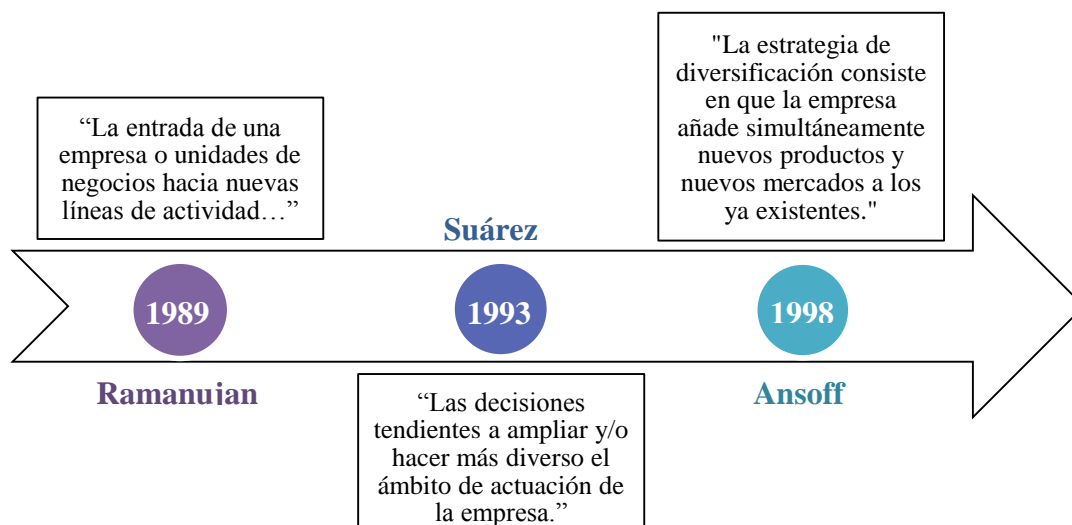 “La entrada de una
empresa o unidades de
negocios hacia nuevas
líneas de actividad…”
1989
Ramanujan
Suárez
1993
“Las decisiones
tendientes a ampliar y/o
hacer más diverso el
ámbito de actuación de
la empresa.”
"La estrategia de
diversificación consiste
en que la empresa
añade simultáneamente
nuevos productos y
nuevos mercados a los
ya existentes."
1998
Ansoff